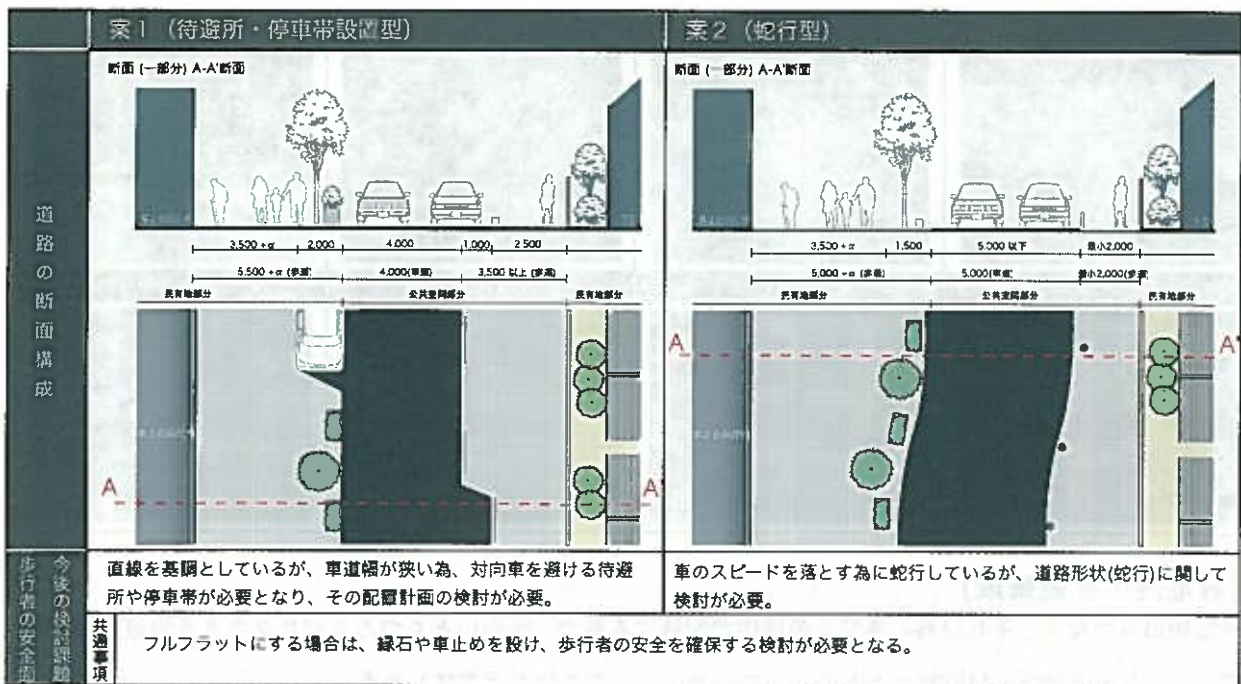 案1（待避所・停車帯設置型）
案2（蛇行型）
道路の断面構成
断面 (一部分) A-A'断面
3,500 +α
2,000
4,000
1,000
2 500
5,500 +α (歩道)
4,000(車道)
3,500 以上 (歩道)
民有地部分
公共空間部分
民有地部分
A
A'
断面 (一部分) A-A'断面
3,500 +α
1,500
5,000 以下
最小2,000
5,000 +α (歩道)
5,000(車道)
最小2,000(歩道)
民有地部分
公共空間部分
民有地部分
A
A'
今後の検討課題
歩行者の安全面
直線を基調としているが、車道幅が狭い為、対向車を避ける待避
所や停車帯が必要となり、その配置計画の検討が必要。
車のスピードを落とす為に蛇行しているが、道路形状(蛇行)に関して
検討が必要。
共通事項
フルフラットにする場合は、縁石や車止めを設け、歩行者の安全を確保する検討が必要となる。